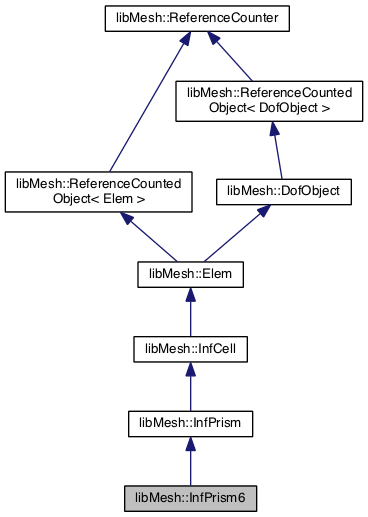 libMesh::ReferenceCounter
libMesh::ReferenceCounted
Object< DofObject >
libMesh::ReferenceCounted
Object< Elem >
libMesh::DofObject
libMesh::Elem
libMesh::InfCell
libMesh::InfPrism
libMesh::InfPrism6